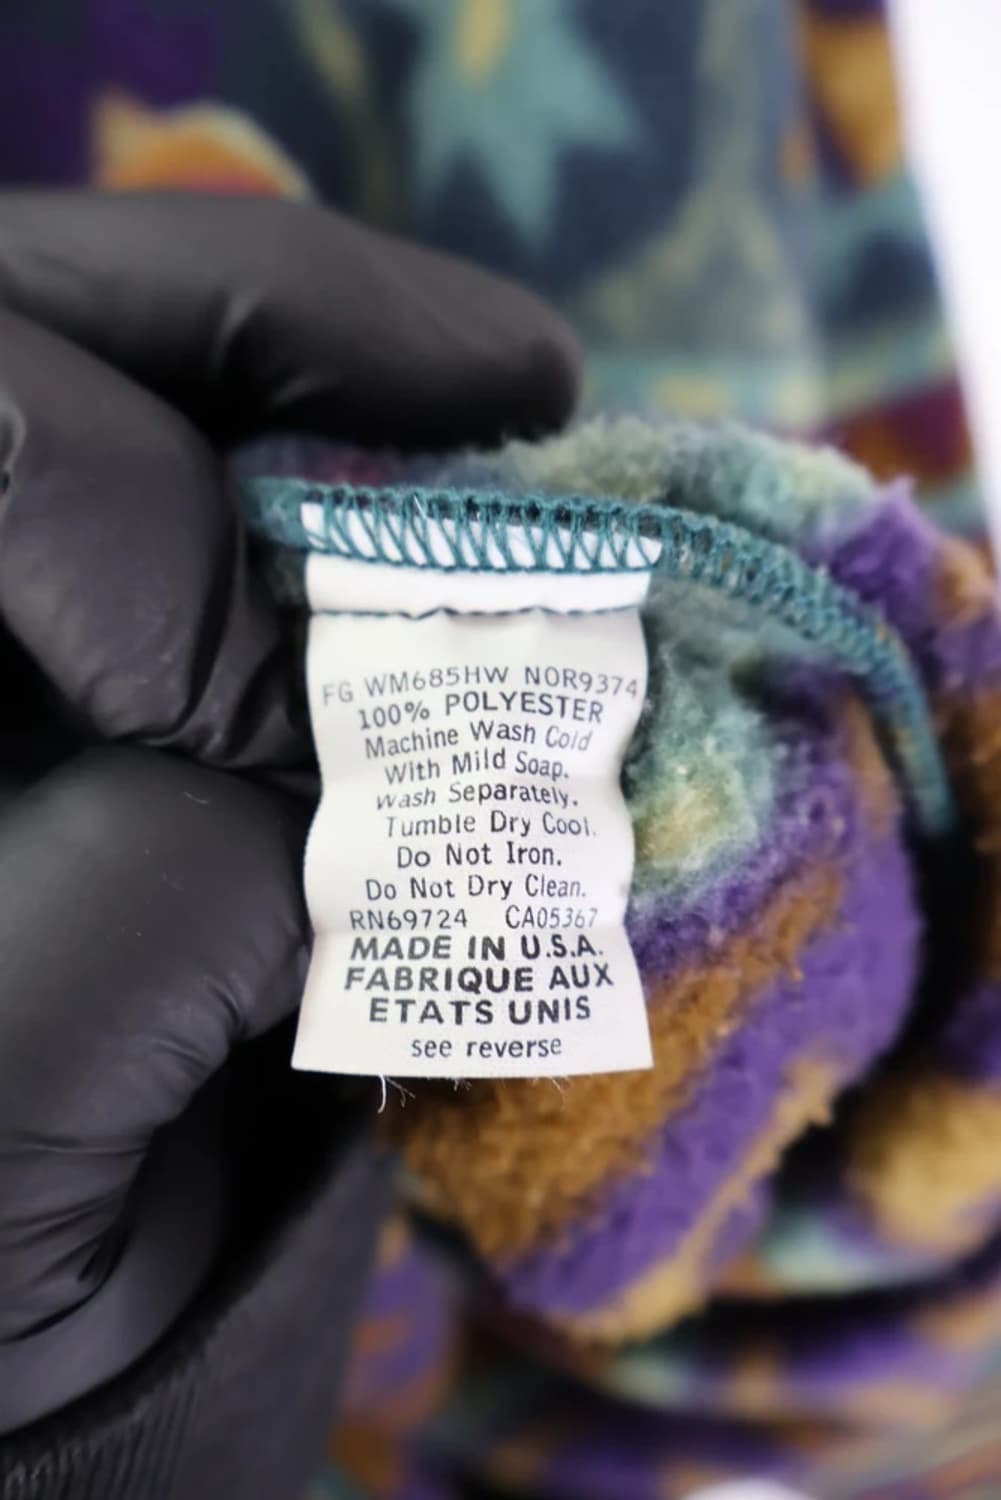 FG WM685HW NOR9374
100% POLYESTER
Machine Wash Cold
With Mild Soap.
Wash Separately.
Tumble Dry Cool.
Do Not Iron.
Do Not Dry Clean.
RN69724 CA05367
MADE IN U.S.A.
FABRIQUE AUX
ETATS UNIS
see reverse